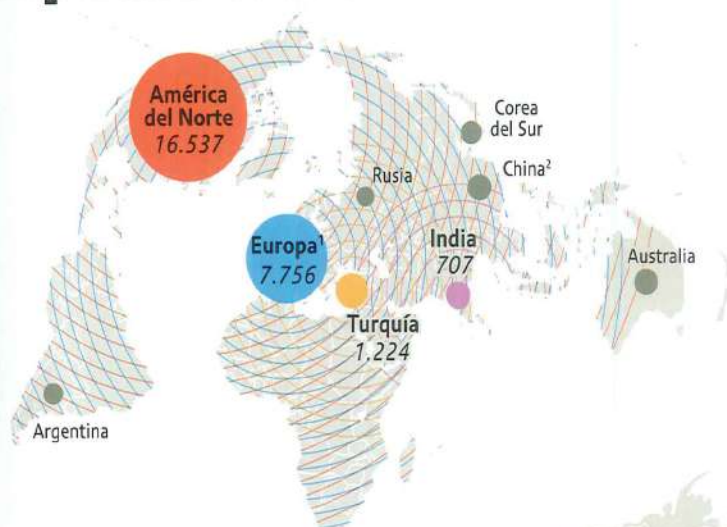 América
del Norte
16.537
Corea
del Sur
China²
Rusia
Europa¹
7.756
India
707
Australia
Turquía
1.224
Argentina